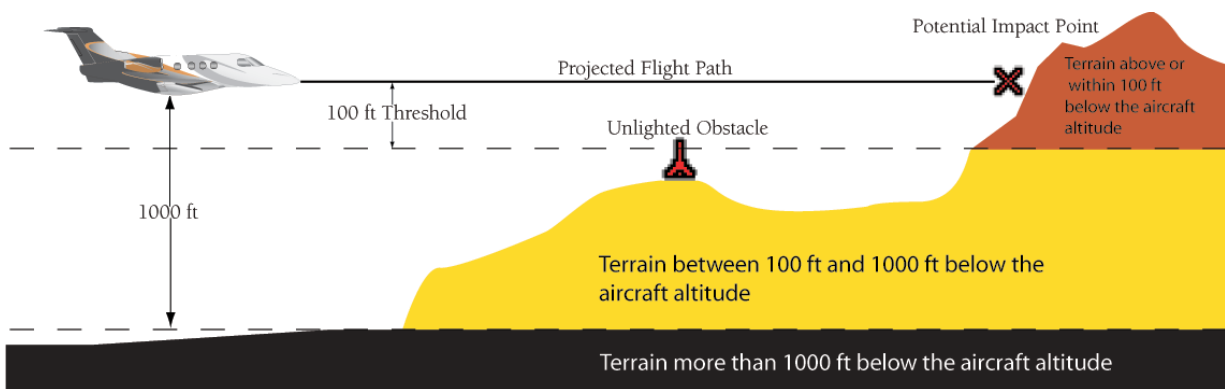 Potential Impact Point
Projected Flight Path
Terrain above or
within 100 ft
below the aircraft
altitude
100 ft Threshold
Unlighted Obstacle
1000 ft
Terrain between 100 ft and 1000 ft below the
aircraft altitude
Terrain more than 1000 ft below the aircraft altitude